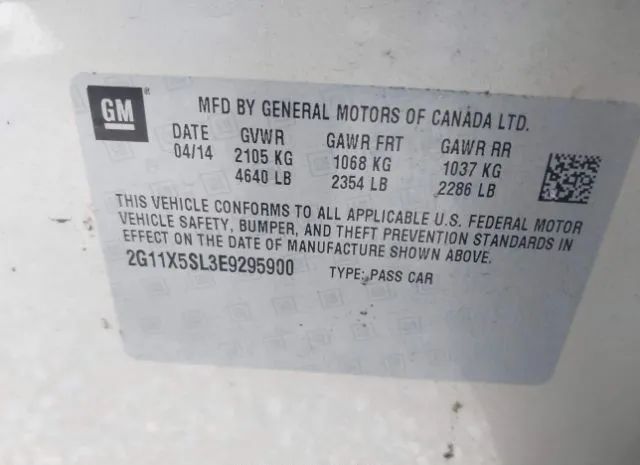 GM®
MFD BY GENERAL MOTORS OF CANADA LTD.
DATE GVWR GAWR FRT GAWR RR
04/14 2105 KG 1068 KG 1037 KG
4640 LB 2354 LB 2286 LB
THIS VEHICLE CONFORMS TO ALL APPLICABLE U.S. FEDERAL MOTOR
VEHICLE SAFETY, BUMPER, AND THEFT PREVENTION STANDARDS IN
EFFECT ON THE DATE OF MANUFACTURE SHOWN ABOVE.
2G11X5SL3E9295900 TYPE: PASS CAR